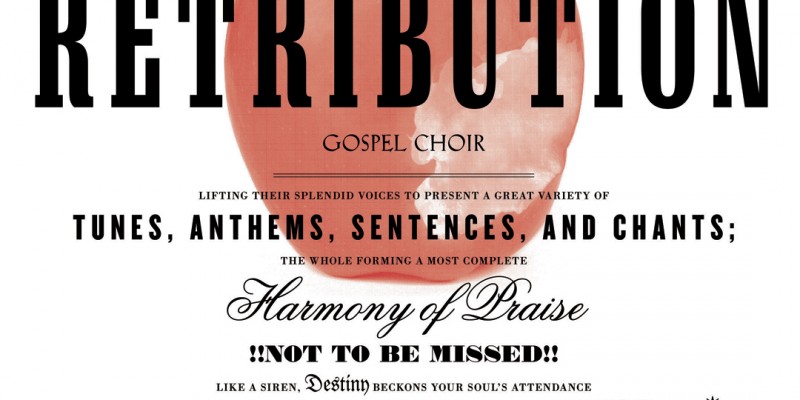 RETRIBUTION
GOSPEL CHOIR
LIFTING THEIR SPLENDID VOICES TO PRESENT A GREAT VARIETY OF
TUNES, ANTHEMS, SENTENCES, AND CHANTS;
THE WHOLE FORMING A MOST COMPLETE
Harmony of Praise
!!NOT TO BE MISSED!!
LIKE A SIREN, Destiny BECKONS YOUR SOUL'S ATTENDANCE